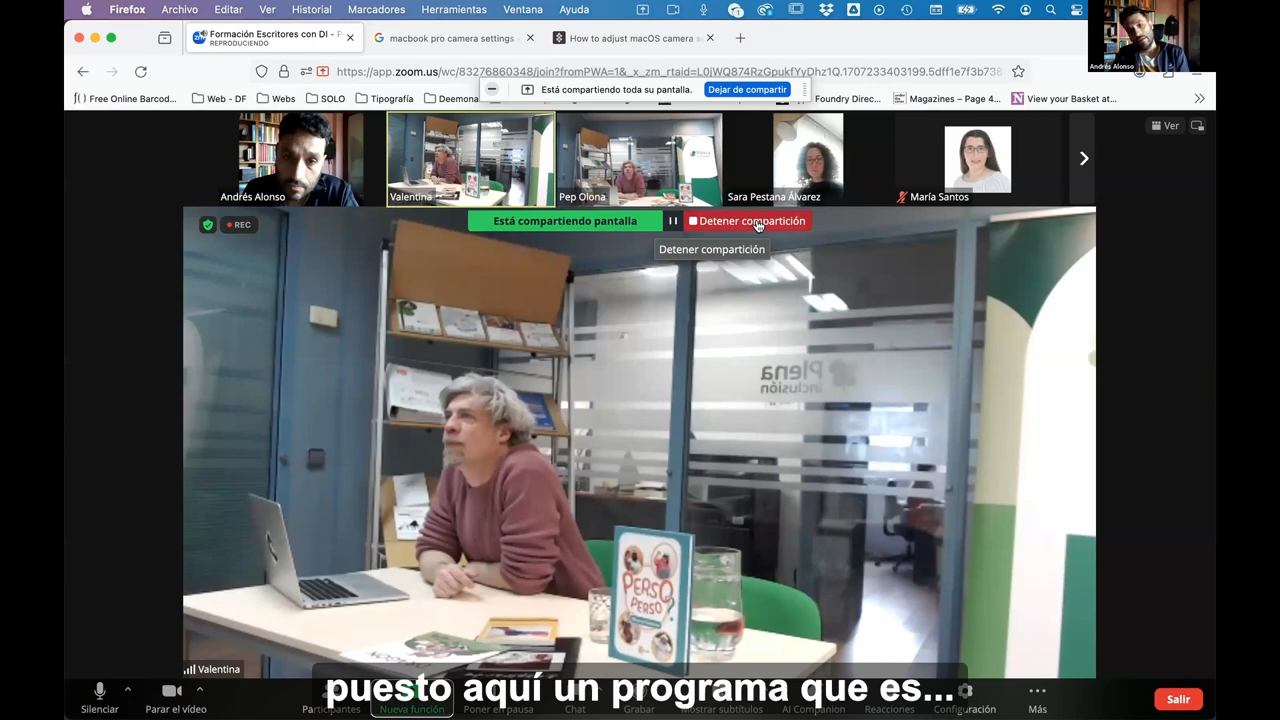 Firefox Archivo Editar Ver Historial Marcadores Herramientas Ventana Ayuda
Formación Escritores con DI - P
REPRODUCIENDO
macbook pro camera settings -
How to adjust macOS camera s
https://app.zoom.us/wc/83276860348/join?fromPWA=1&_x_zm_rtaid=L0jWQ874RzGpukfYyDhz1Q.1707233403199.5dff1e7f3b738
Está compartiendo toda su pantalla. Dejar de compartir
Free Online Barcod... Web - DF Webs SOLO Tipografía Deemona Foundry Direc... Magazines – Page 4... View your Basket at...
Andrés Alonso
Ver
Andrés Alonso
Valentina
Pep Olona
Sara Pestana Álvarez
María Santos
REC
Está compartiendo pantalla
Detener compartición
Detener compartición
Plena
inclusión
PERSO
PERSO?
Valentina
puesto aquí un programa que es...
Silenciar
Parar el vídeo
Participantes
Nueva función
Poner en pausa
Chat
Grabar
Mostrar subtítulos
AI Companion
Reacciones
Configuración
Más
Salir